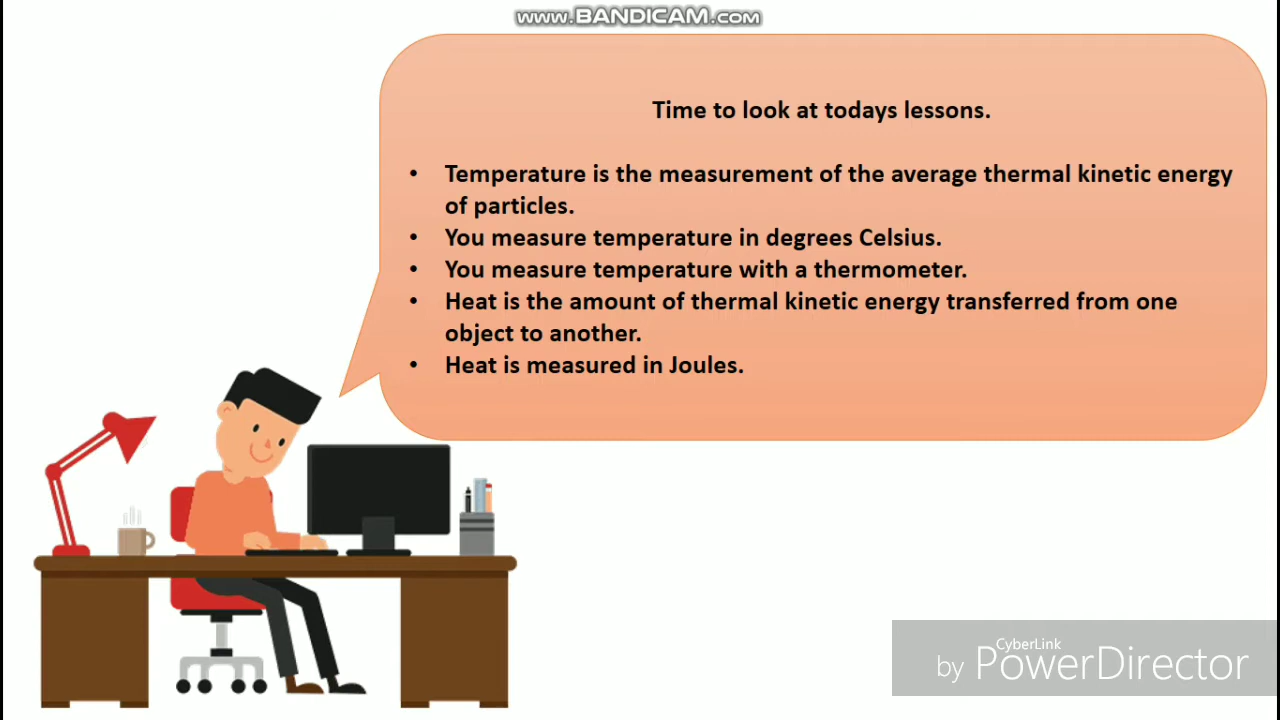 www.BANDICAM.com
Time to look at todays lessons.
• Temperature is the measurement of the average thermal kinetic energy
of particles.
• You measure temperature in degrees Celsius.
• You measure temperature with a thermometer.
• Heat is the amount of thermal kinetic energy transferred from one
object to another.
• Heat is measured in Joules.
CyberLink
by PowerDirector